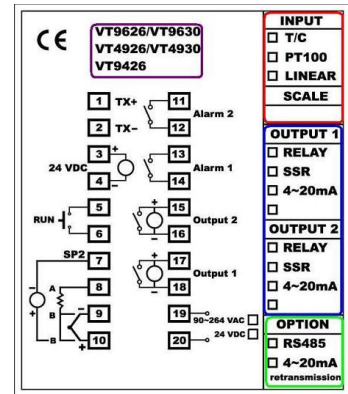 CE
VT9626/VT9630
VT4926/VT4930
VT9426
1 TX+ 11
Alarm 2
2 TX- 12
3 + 13
24 VDC Alarm 1
4 - 14
5 + 15
RUN Output 2
6 - 16
SP2 7 + 17
Output 1
- A 8 - 18
+ B 9 - 19 90~264 VAC
B 10 + 20 24 VDC
INPUT
T/C
PT100
LINEAR
SCALE
OUTPUT 1
RELAY
SSR
4~20mA
OUTPUT 2
RELAY
SSR
4~20mA
OPTION
RS485
4~20mA
retransmission